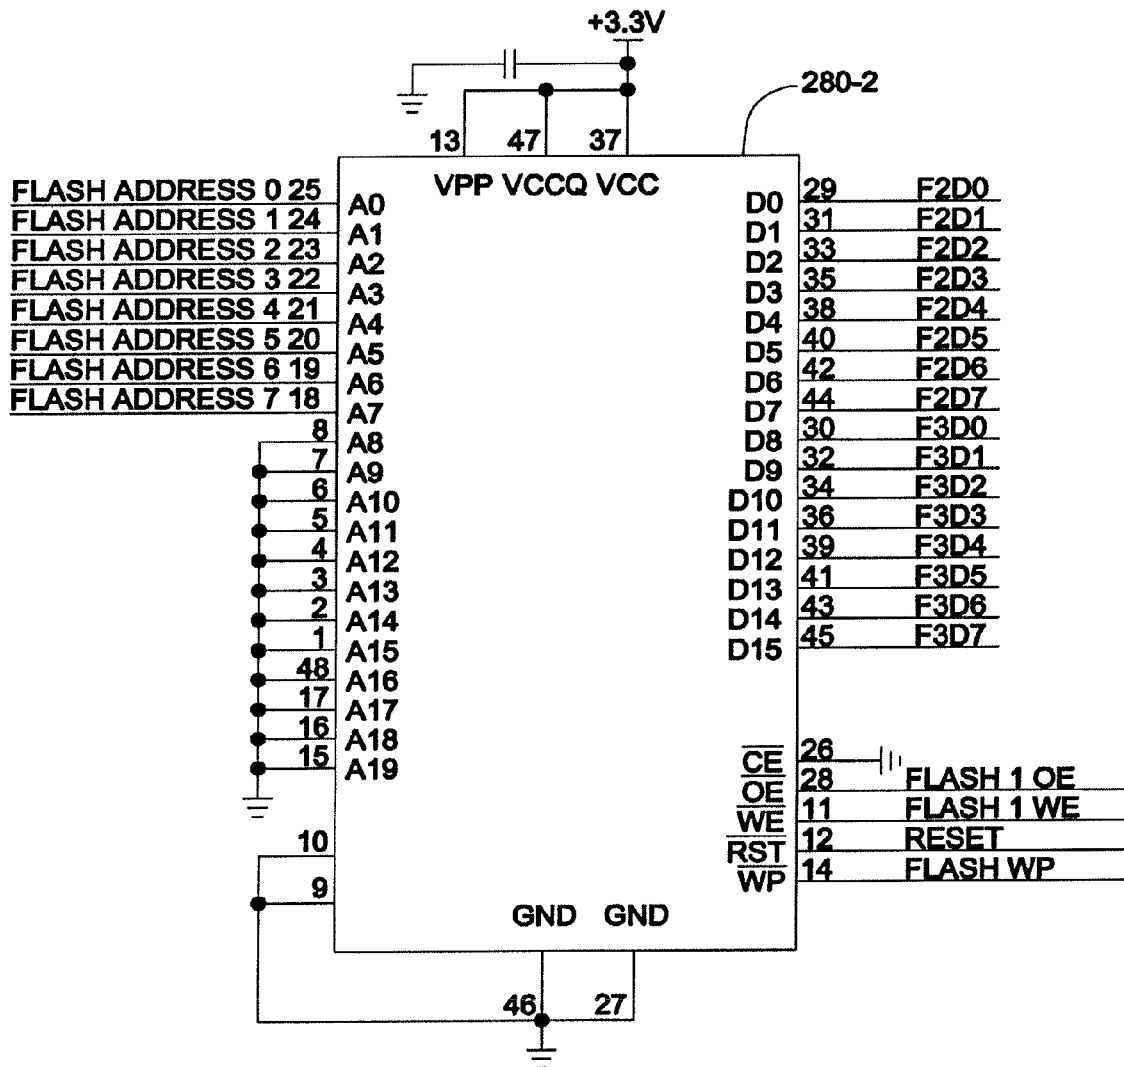 +3.3V
280-2
13 47 37
VPP VCCQ VCC
FLASH ADDRESS 0 25 A0 D0 29 F2D0
FLASH ADDRESS 1 24 A1 D1 31 F2D1
FLASH ADDRESS 2 23 A2 D2 33 F2D2
FLASH ADDRESS 3 22 A3 D3 35 F2D3
FLASH ADDRESS 4 21 A4 D4 38 F2D4
FLASH ADDRESS 5 20 A5 D5 40 F2D5
FLASH ADDRESS 6 19 A6 D6 42 F2D6
FLASH ADDRESS 7 18 A7 D7 44 F2D7
8 A8 D8 30 F3D0
7 A9 D9 32 F3D1
6 A10 D10 34 F3D2
5 A11 D11 36 F3D3
4 A12 D12 39 F3D4
3 A13 D13 41 F3D5
2 A14 D14 43 F3D6
1 A15 D15 45 F3D7
48 A16
17 A17
16 A18
15 A19 CE 26
OE 28 FLASH 1 OE
WE 11 FLASH 1 WE
10 RST 12 RESET
WP 14 FLASH WP
9
GND GND
46 27